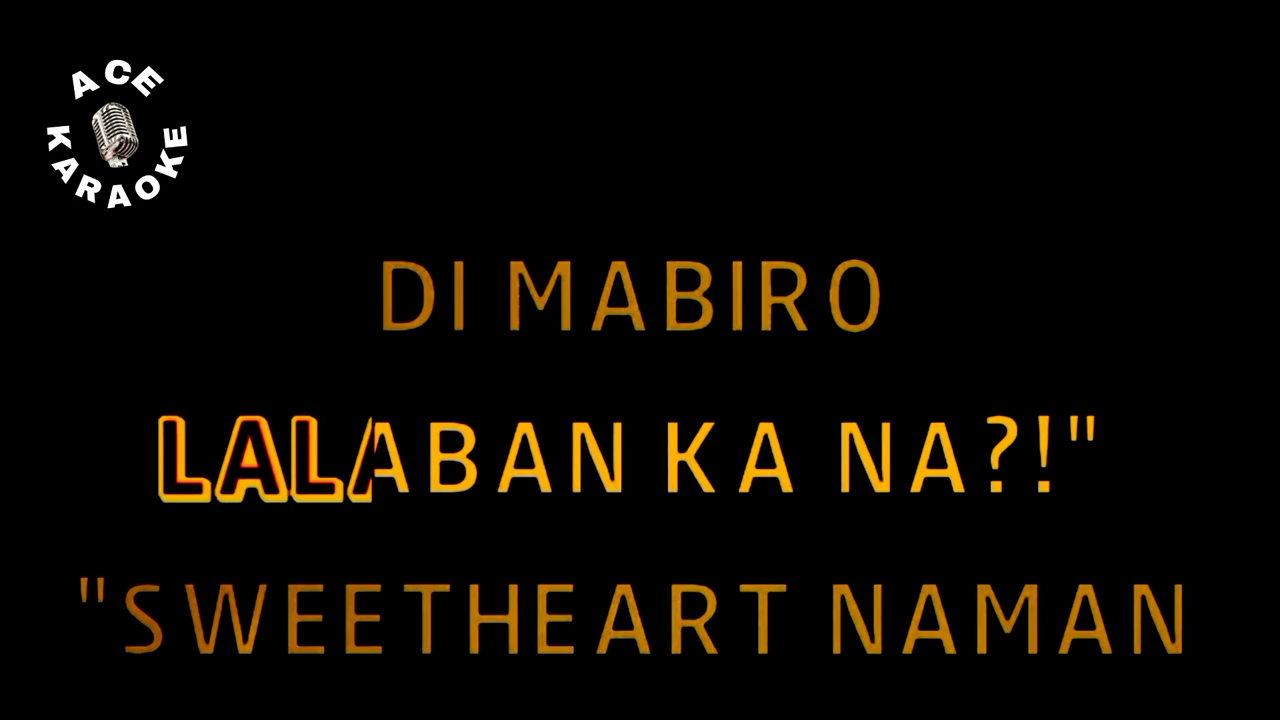 ACE
KARAOKE
DI MABIRO
LALABAN KA NA?!"
"SWEETHEART NAMAN